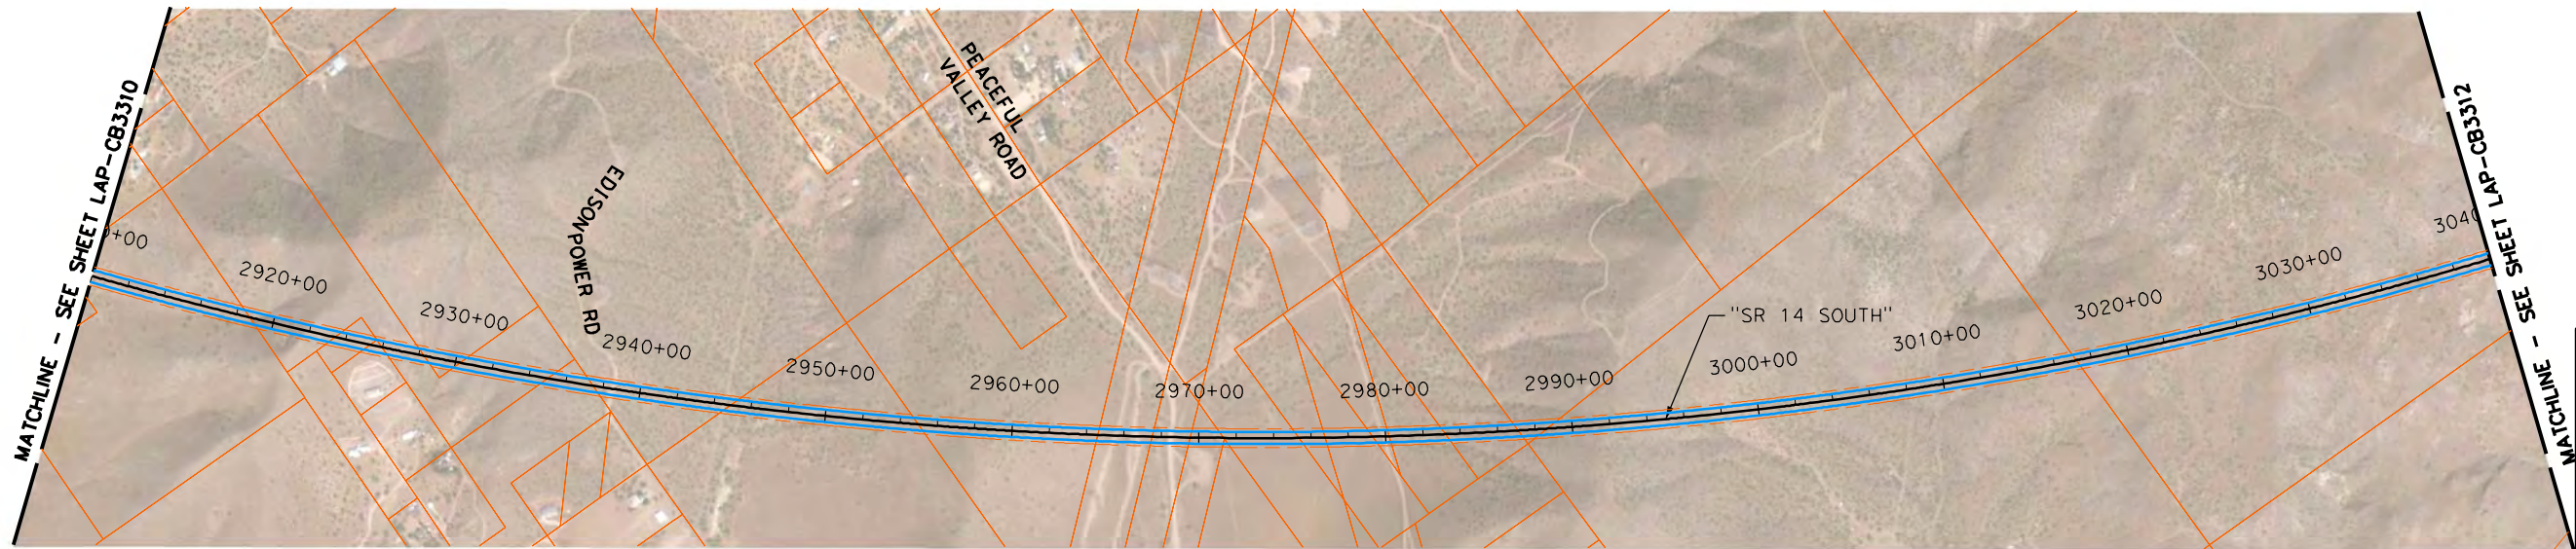 MATCHLINE - SEE SHEET LAP-CB3310
PEACEFUL
VALLEY ROAD
EDISON POWER RD
+00
2920+00
2930+00
2940+00
2950+00
2960+00
2970+00
2980+00
2990+00
"SR 14 SOUTH"
3000+00
3010+00
3020+00
3030+00
3040
MATCHLINE - SEE SHEET LAP-CB3312